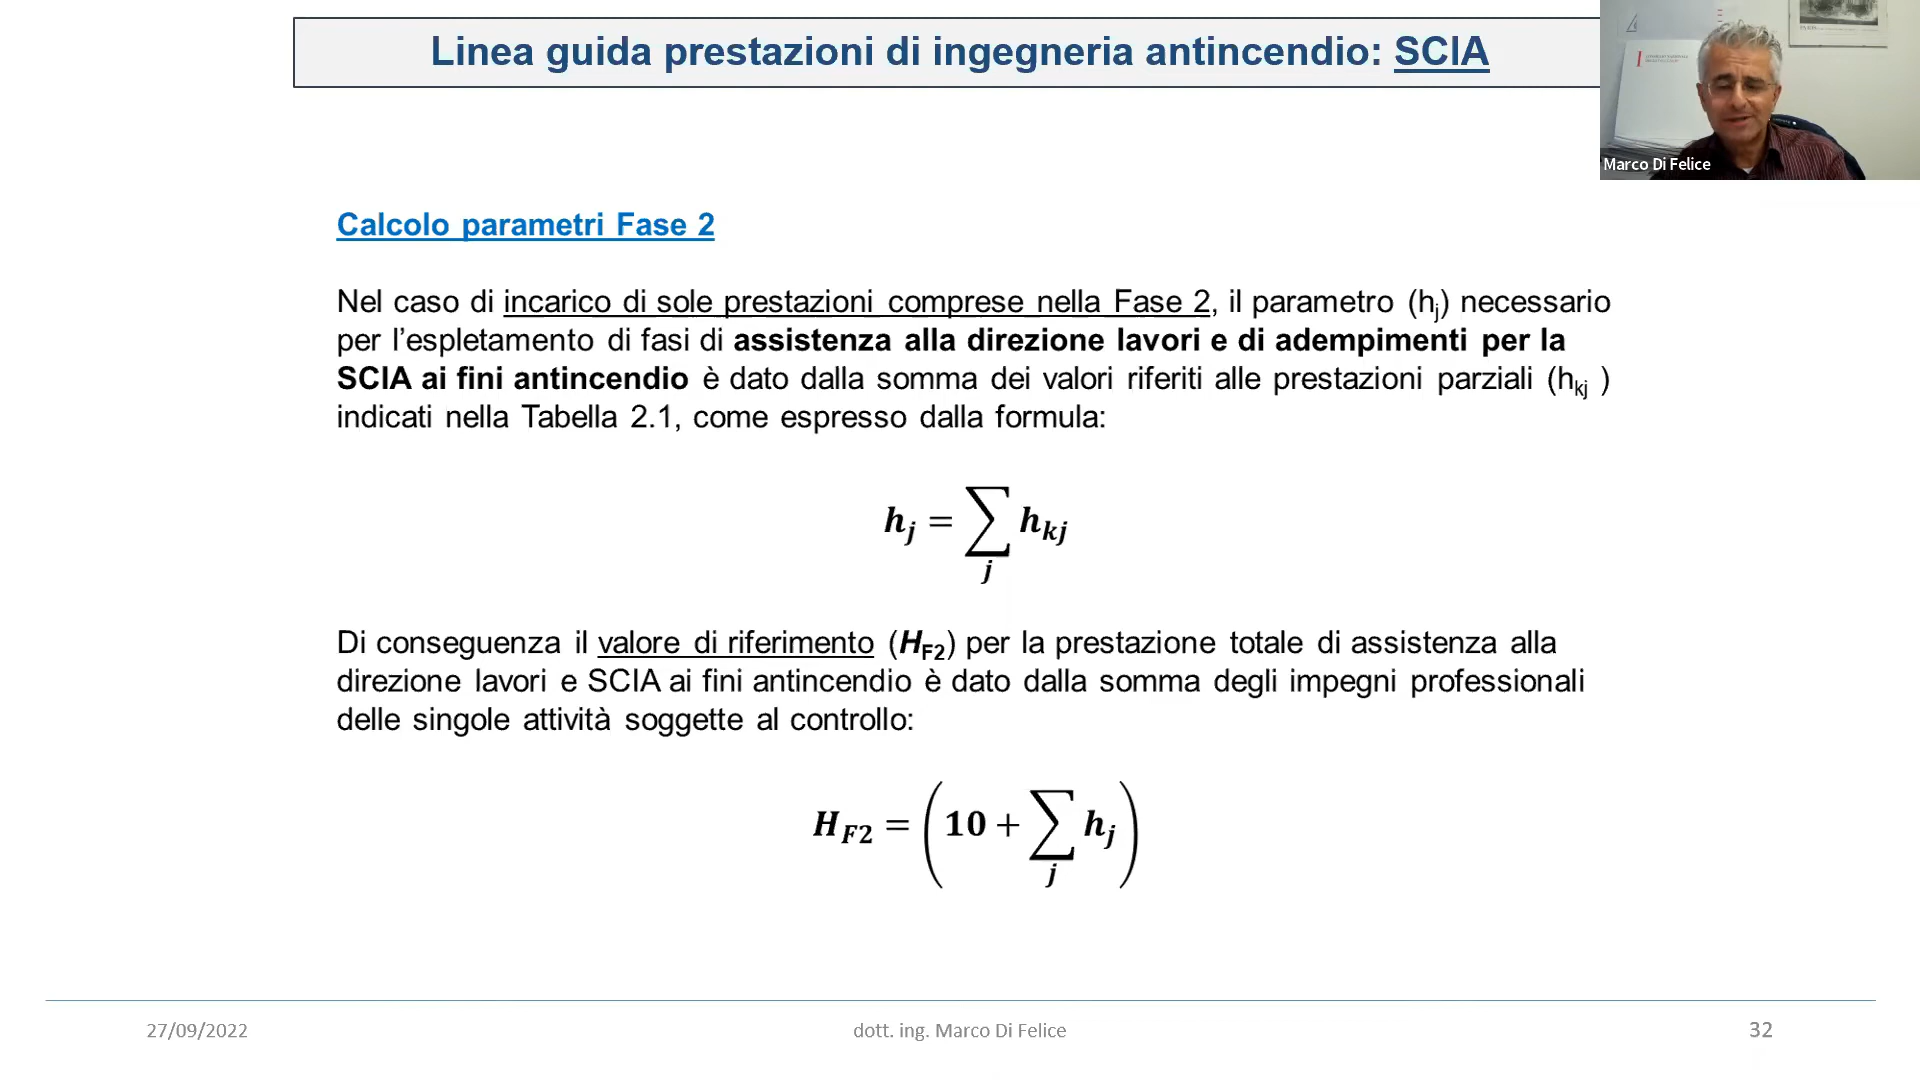 Linea guida prestazioni di ingegneria antincendio: SCIA
Marco Di Felice
Calcolo parametri Fase 2
Nel caso di incarico di sole prestazioni comprese nella Fase 2, il parametro (hj) necessario
per l’espletamento di fasi di assistenza alla direzione lavori e di adempimenti per la
SCIA ai fini antincendio è dato dalla somma dei valori riferiti alle prestazioni parziali (hkj )
indicati nella Tabella 2.1, come espresso dalla formula:
hj = ∑j hkj
Di conseguenza il valore di riferimento (HF2) per la prestazione totale di assistenza alla
direzione lavori e SCIA ai fini antincendio è dato dalla somma degli impegni professionali
delle singole attività soggette al controllo:
HF2 = (10 + ∑j hj)
27/09/2022
dott. ing. Marco Di Felice
32